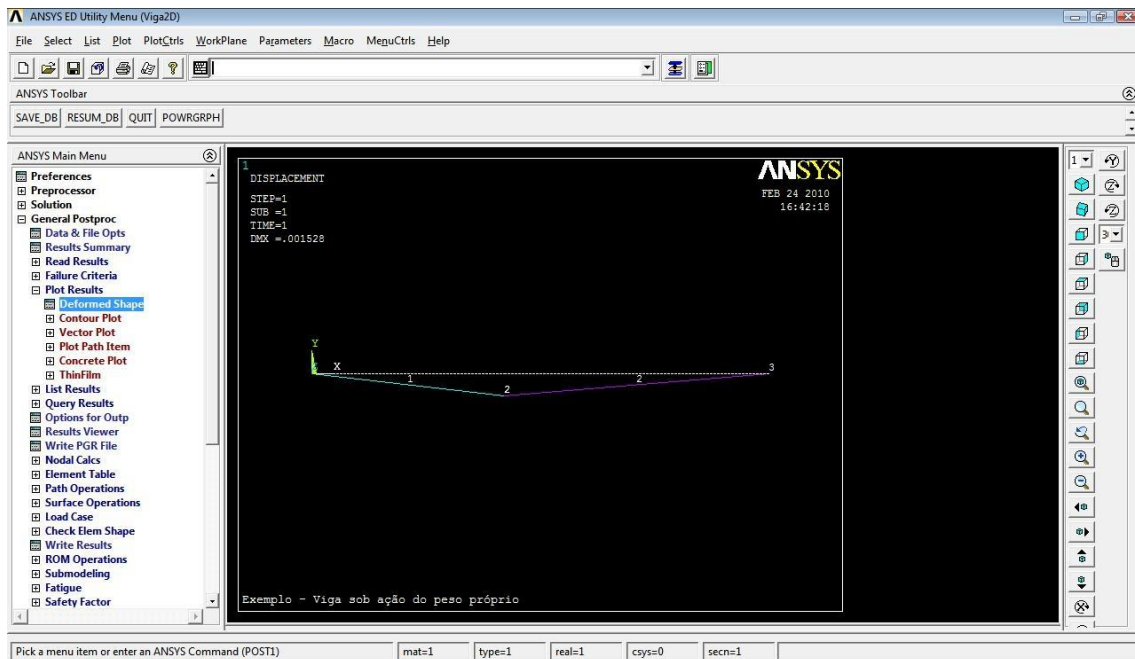 ANSYS ED Utility Menu (Viga2D)
File Select List Plot PlotCtrls WorkPlane Parameters Macro MenuCtrls Help
ANSYS Toolbar
SAVE_DB RESUM_DB QUIT POWRGRPH
ANSYS Main Menu
Preferences
Preprocessor
Solution
General Postproc
Data & File Opts
Results Summary
Read Results
Failure Criteria
Plot Results
Deformed Shape
Contour Plot
Vector Plot
Plot Path Item
Concrete Plot
ThinFilm
List Results
Query Results
Options for Outp
Results Viewer
Write PGR File
Nodal Calcs
Element Table
Path Operations
Surface Operations
Load Case
Check Elem Shape
Write Results
ROM Operations
Submodeling
Fatigue
Safety Factor
1
DISPLACEMENT
STEP=1
SUB =1
TIME=1
DMX =.001528
ANSYS
FEB 24 2010
16:42:18
Y
X
1
2
2
3
Exemplo - Viga sob ação do peso próprio
1
Pick a menu item or enter an ANSYS Command (POST1)
mat=1
type=1
real=1
csys=0
secn=1